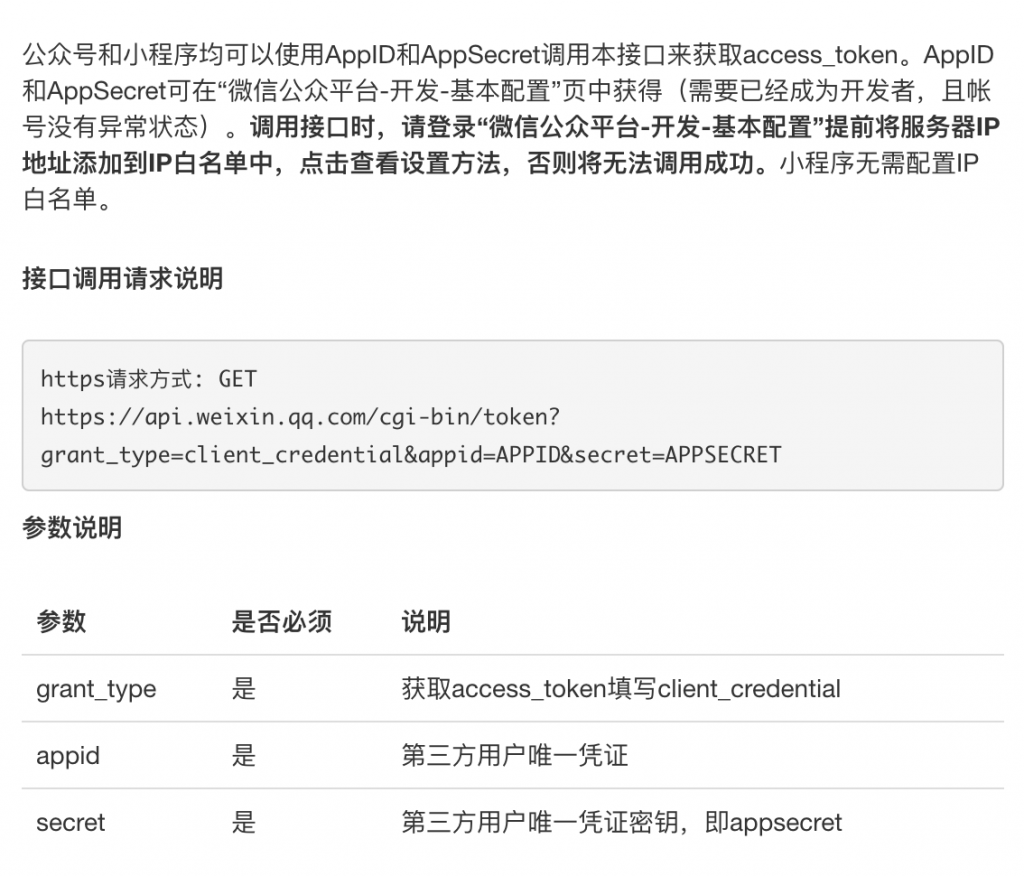 公众号和小程序均可以使用AppID和AppSecret调用本接口来获取access_token。AppID
和AppSecret可在“微信公众平台-开发-基本配置”页中获得（需要已经成为开发者，且帐
号没有异常状态）。调用接口时，请登录“微信公众平台-开发-基本配置”提前将服务器IP
地址添加到IP白名单中，点击查看设置方法，否则将无法调用成功。小程序无需配置IP
白名单。
接口调用请求说明
https请求方式: GET
https://api.weixin.qq.com/cgi-bin/token?
grant_type=client_credential&appid=APPID&secret=APPSECRET
参数说明
参数 是否必须 说明
grant_type 是 获取access_token填写client_credential
appid 是 第三方用户唯一凭证
secret 是 第三方用户唯一凭证密钥，即appsecret